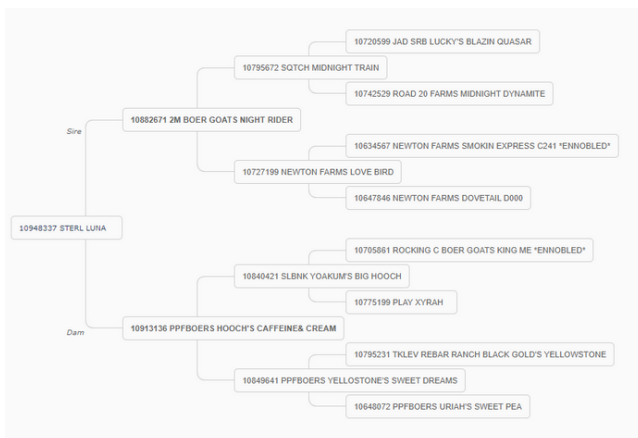 10720599 JAD SRB LUCKY'S BLAZIN QUASAR
10795672 SQTCH MIDNIGHT TRAIN
10742529 ROAD 20 FARMS MIDNIGHT DYNAMITE
10882671 2M BOER GOATS NIGHT RIDER
Sire
10634567 NEWTON FARMS SMOKIN EXPRESS C241 *ENNOBLED*
10727199 NEWTON FARMS LOVE BIRD
10647846 NEWTON FARMS DOVETAIL D000
10948337 STERL LUNA
10705861 ROCKING C BOER GOATS KING ME *ENNOBLED*
10840421 SLBNK YOAKUM'S BIG HOOCH
10775199 PLAY XYRAH
10913136 PPFBOERS HOOCH'S CAFFEINE& CREAM
Dam
10795231 TKLEV REBAR RANCH BLACK GOLD'S YELLOWSTONE
10849641 PPFBOERS YELLOSTONE'S SWEET DREAMS
10648072 PPFBOERS URIAH'S SWEET PEA